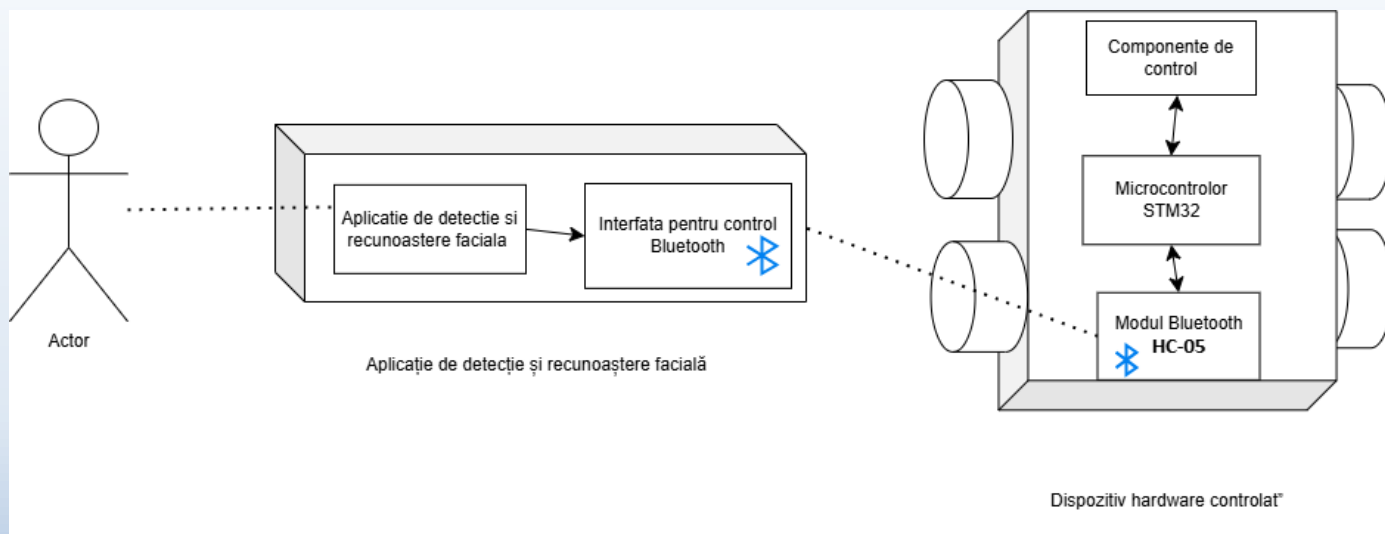 Actor
Aplicatie de detectie si
recunoastere faciala
Interfata pentru control
Bluetooth
Aplicație de detecție și recunoaștere facială
Componente de
control
Microcontrolor
STM32
Modul Bluetooth
HC-05
Dispozitiv hardware controlat"